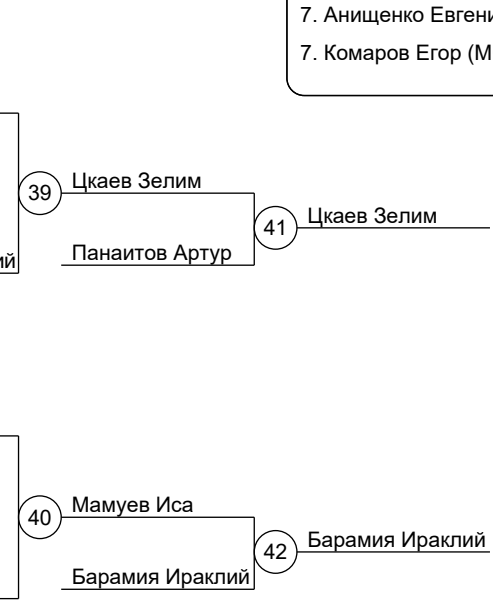 7. Анищенко Евгени
7. Комаров Егор (М
39
Цкаев Зелим
41
Цкаев Зелим
ий
Панаитов Артур
40
Мамуев Иса
42
Барамия Ираклий
Барамия Ираклий